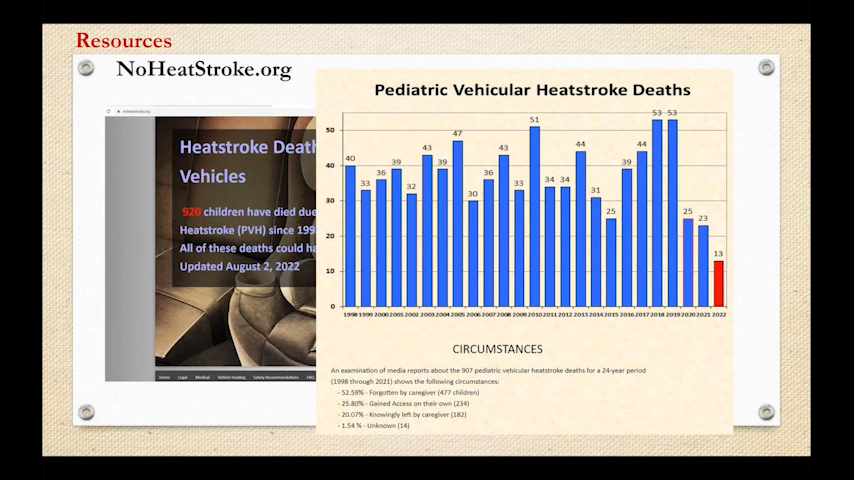 Resources
NoHeatStroke.org
noheatstroke.org
Heatstroke Death
Vehicles
920 children have died due
Heatstroke (PVH) since 199
All of these deaths could ha
Updated August 2, 2022
Home Legal Medical Vehicle Heating Safety Recommendations FAQ
Pediatric Vehicular Heatstroke Deaths
50
40
30
20
10
0
40 33 36 39 32 43 39 47 30 36 43 33 51 34 34 44 31 25 39 44 53 53 25 23 13
1998 1999 2000 2001 2002 2003 2004 2005 2006 2007 2008 2009 2010 2011 2012 2013 2014 2015 2016 2017 2018 2019 2020 2021 2022
CIRCUMSTANCES
An examination of media reports about the 907 pediatric vehicular heatstroke deaths for a 24-year period
(1998 through 2021) shows the following circumstances:
- 52.59% - Forgotten by caregiver (477 children)
- 25.80% - Gained Access on their own (234)
- 20.07% - Knowingly left by caregiver (182)
- 1.54 % - Unknown (14)